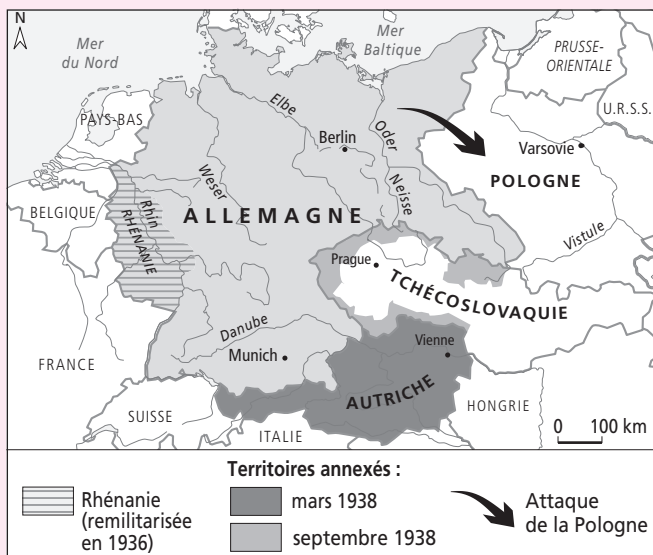 N
Mer
du Nord
Mer
Baltique
PRUSSE-
ORIENTALE
U.R.S.S.
PAYS-BAS
Elbe
Berlin
Oder
Varsovie
POLOGNE
Weser
Neisse
BELGIQUE
Rhin
RHÉNANIE
ALLEMAGNE
Vistule
Prague
TCHÉCOSLOVAQUIE
Danube
Munich
Vienne
FRANCE
AUTRICHE
SUISSE
ITALIE
HONGRIE
0 100 km
Rhénanie
(remilitarisée
en 1936)
Territoires annexés :
mars 1938
septembre 1938
Attaque
de la Pologne